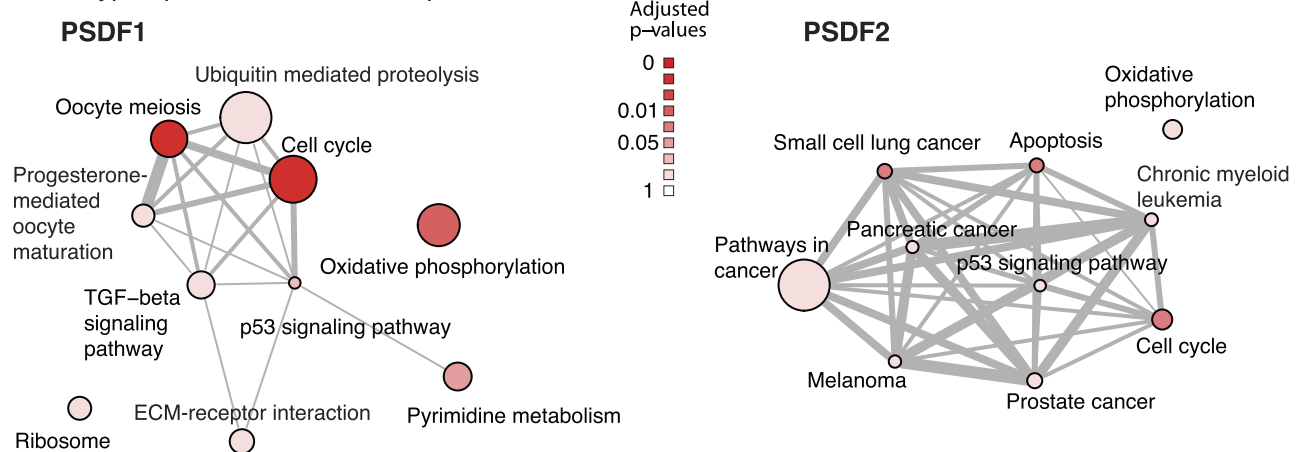 PSDF1
Ubiquitin mediated proteolysis
Oocyte meiosis
Cell cycle
Progesterone-
mediated
oocyte
maturation
Oxidative phosphorylation
TGF−beta
signaling
pathway
p53 signaling pathway
Pyrimidine metabolism
ECM-receptor interaction
Ribosome
Adjusted
p−values
0
0.01
0.05
1
PSDF2
Oxidative
phosphorylation
Small cell lung cancer
Apoptosis
Chronic myeloid
leukemia
Pancreatic cancer
Pathways in
cancer
p53 signaling pathway
Cell cycle
Melanoma
Prostate cancer